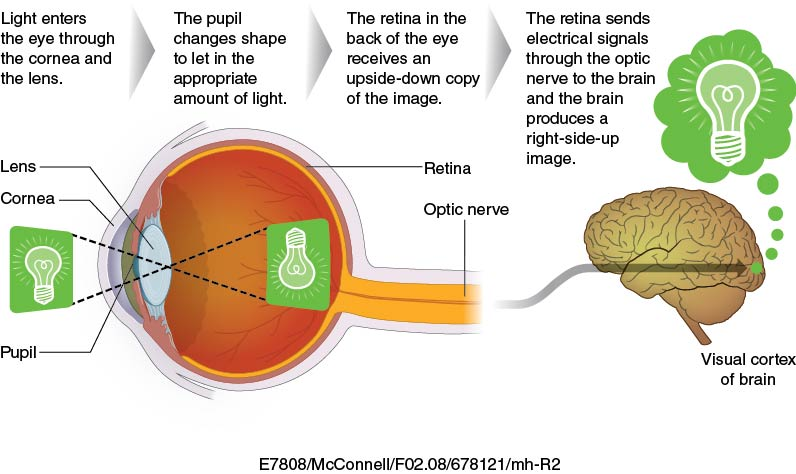 Light enters
the eye through
the cornea and
the lens.
The pupil
changes shape
to let in the
appropriate
amount of light.
The retina in the
back of the eye
receives an
upside-down copy
of the image.
The retina sends
electrical signals
through the optic
nerve to the brain
and the brain
produces a
right-side-up
image.
Lens
Cornea
Pupil
Retina
Optic nerve
Visual cortex
of brain
E7808/McConnell/F02.08/678121/mh-R2